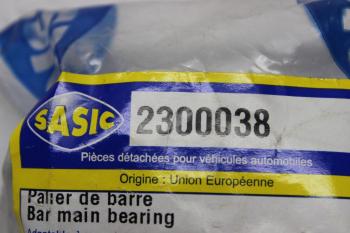 SASIC
2300038
Pièces détachées pour véhicules automobiles
Origine : Union Européenne
Palier de barre
Bar main bearing